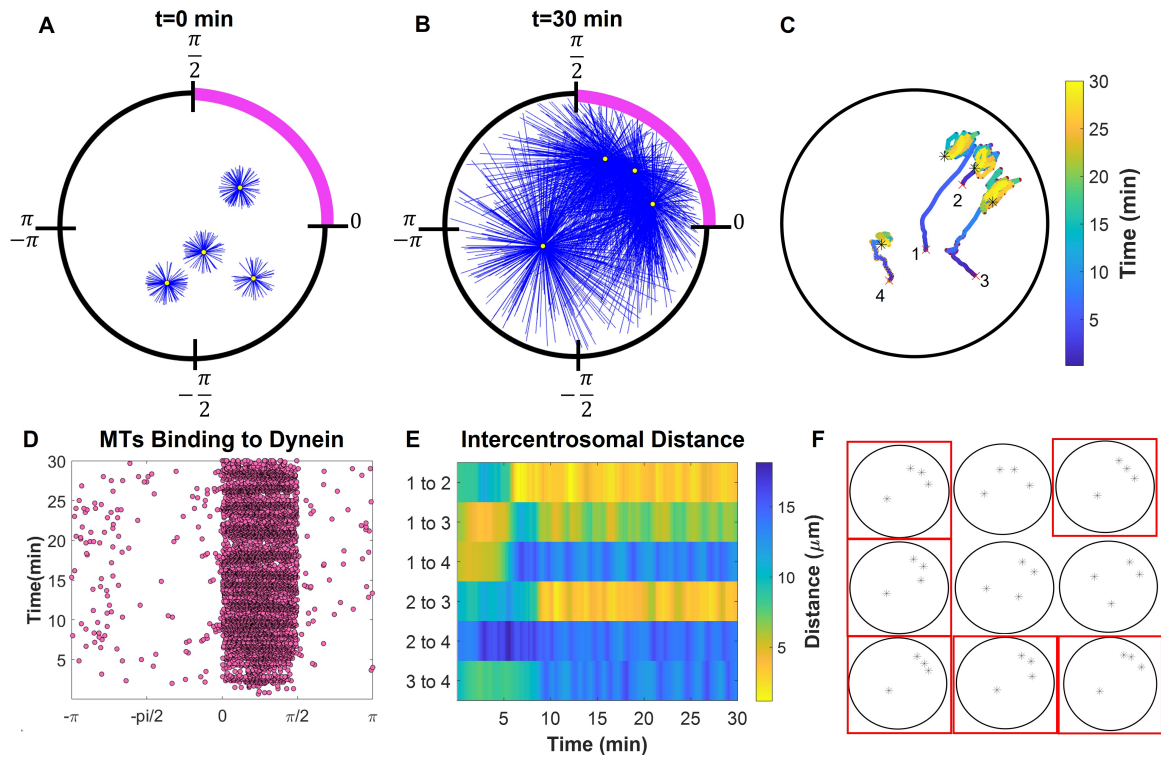 A
t=0 min
π
2
0
π
-π
-π
2
B
t=30 min
π
2
0
π
-π
-π
2
C
1
2
3
4
30
25
20
15
10
5
Time (min)
D
MTs Binding to Dynein
30
25
20
15
10
5
Time(min)
-π
-pi/2
0
π/2
π
E
Intercentrosomal Distance
1 to 2
1 to 3
1 to 4
2 to 3
2 to 4
3 to 4
5
10
15
20
25
30
Time (min)
15
10
5
Distance (μm)
F